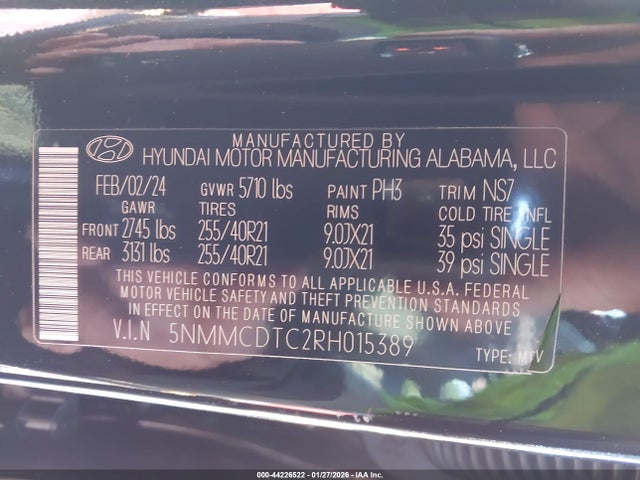 MANUFACTURED BY
HYUNDAI MOTOR MANUFACTURING ALABAMA, LLC
FEB/02/24 GVWR 5710 lbs PAINT PH3 TRIM NS7
GAWR TIRES RIMS COLD TIRE INFL
FRONT 2745 lbs 255/40R21 9.0JX21 35 psi SINGLE
REAR 3131 lbs 255/40R21 9.0JX21 39 psi SINGLE
THIS VEHICLE CONFORMS TO ALL APPLICABLE U.S.A. FEDERAL
MOTOR VEHICLE SAFETY AND THEFT PREVENTION STANDARDS
IN EFFECT ON THE DATE OF MANUFACTURE SHOWN ABOVE
V.I.N 5NMMCDTC2RH015389
TYPE: MTV
000-44226522 - 01/27/2026 - IAA Inc.